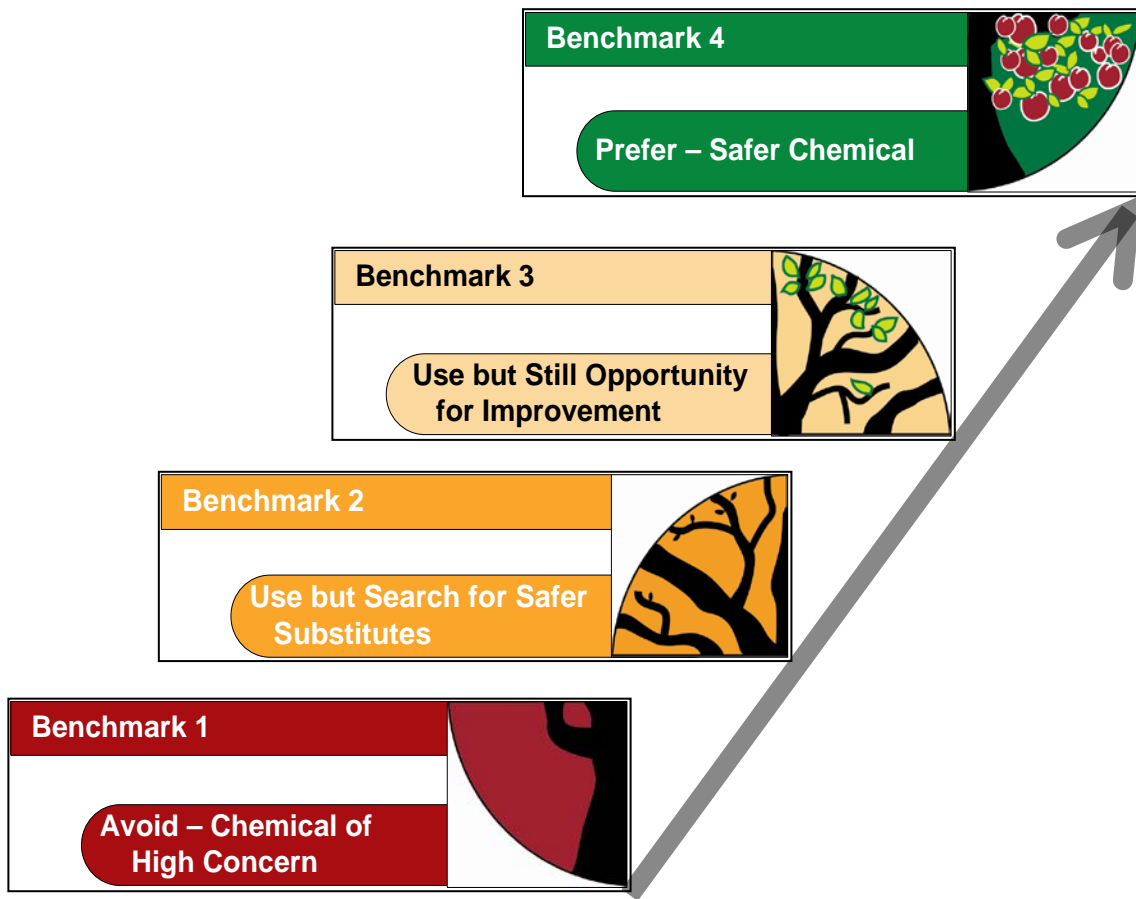 Benchmark 4
Prefer – Safer Chemical
Benchmark 3
Use but Still Opportunity
for Improvement
Benchmark 2
Use but Search for Safer
Substitutes
Benchmark 1
Avoid – Chemical of
High Concern